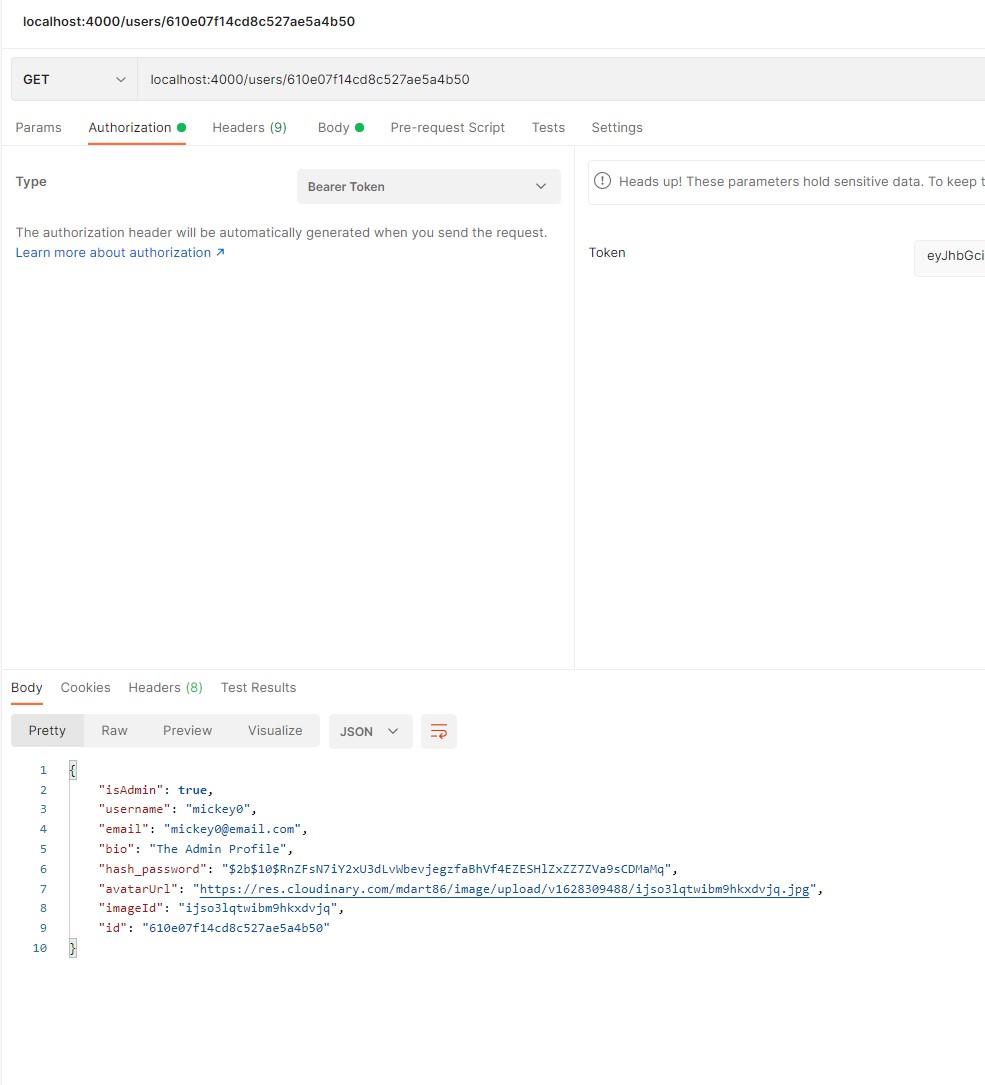 localhost:4000/users/610e07f14cd8c527ae5a4b50
GET localhost:4000/users/610e07f14cd8c527ae5a4b50
Params Authorization Headers (9) Body Pre-request Script Tests Settings
Type Bearer Token
The authorization header will be automatically generated when you send the request.
Learn more about authorization ↗
Heads up! These parameters hold sensitive data. To keep t
Token eyJhbGci
Body Cookies Headers (8) Test Results
Pretty Raw Preview Visualize JSON
1 {
2 "isAdmin": true,
3 "username": "mickey0",
4 "email": "mickey0@email.com",
5 "bio": "The Admin Profile",
6 "hash_password": "$2b$10$RnZFsN7iY2xU3dLvWbevjegzfaBhVf4EZESHlZxZZ7ZVa9sCDMaMq",
7 "avatarUrl": "https://res.cloudinary.com/mdart86/image/upload/v1628309488/ijso3lqtwibm9hkxdvjq.jpg",
8 "imageId": "ijso3lqtwibm9hkxdvjq",
9 "id": "610e07f14cd8c527ae5a4b50"
10 }